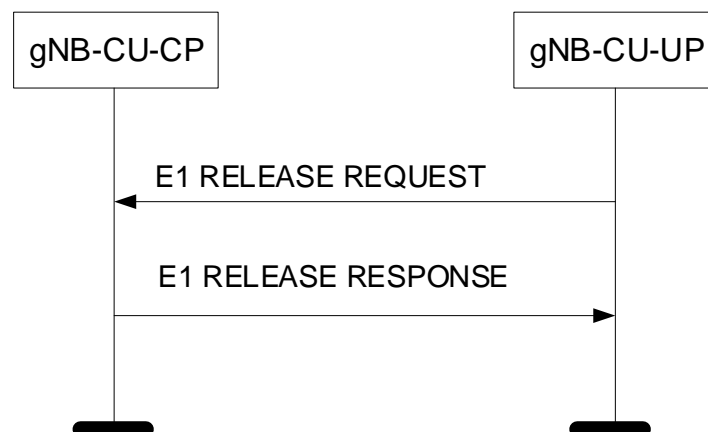 gNB-CU-CP
gNB-CU-UP
E1 RELEASE REQUEST
E1 RELEASE RESPONSE